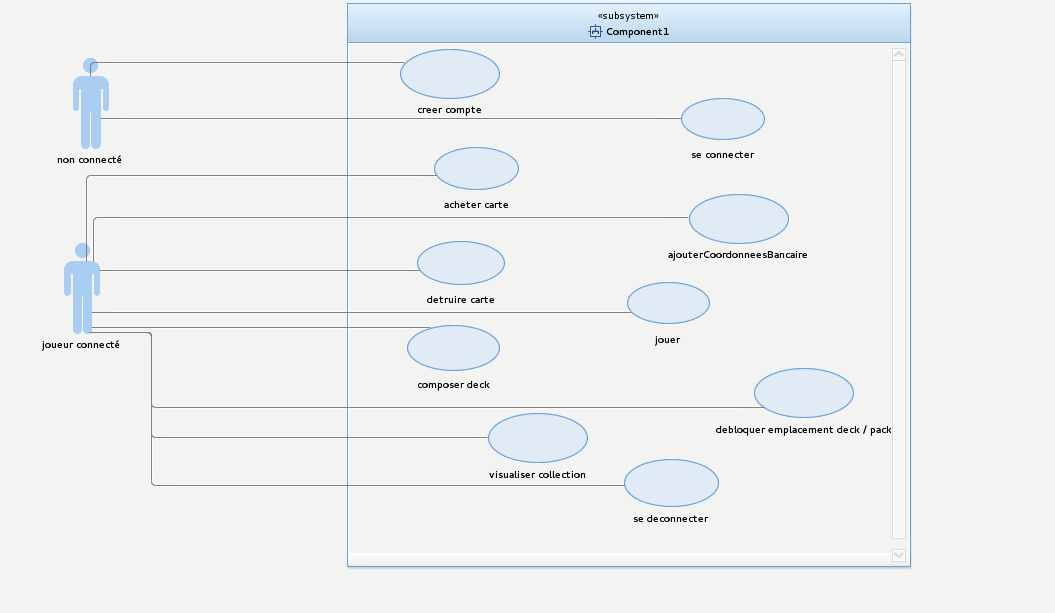 «subsystem»
Component1
creer compte
se connecter
non connecté
acheter carte
ajouterCoordonneesBancaire
detruire carte
jouer
joueur connecté
composer deck
debloquer emplacement deck / pack
visualiser collection
se deconnecter